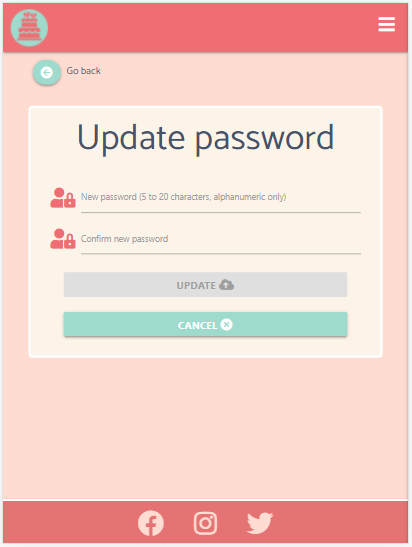 Go back
Update password
New password (5 to 20 characters, alphanumeric only)
Confirm new password
UPDATE
CANCEL